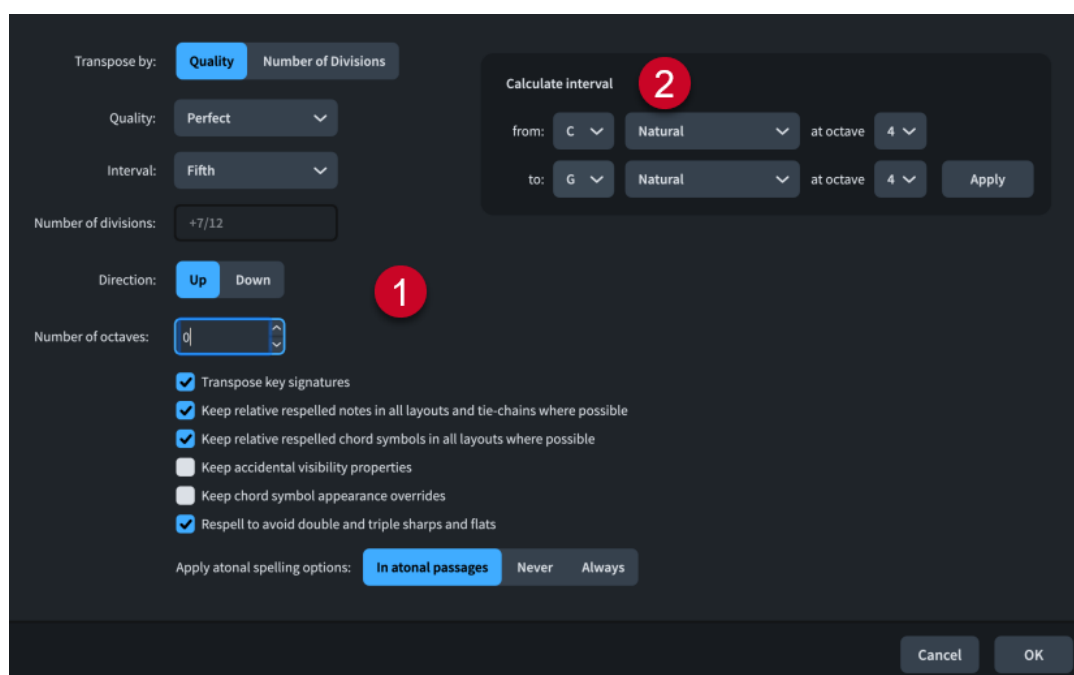 Transpose by: Quality Number of Divisions
Calculate interval 2
Quality: Perfect
from: C Natural at octave 4
Interval: Fifth
to: G Natural at octave 4 Apply
Number of divisions: +7/12
Direction: Up Down
1
Number of octaves: 0
Transpose key signatures
Keep relative respelled notes in all layouts and tie-chains where possible
Keep relative respelled chord symbols in all layouts where possible
Keep accidental visibility properties
Keep chord symbol appearance overrides
Respell to avoid double and triple sharps and flats
Apply atonal spelling options: In atonal passages Never Always
Cancel OK